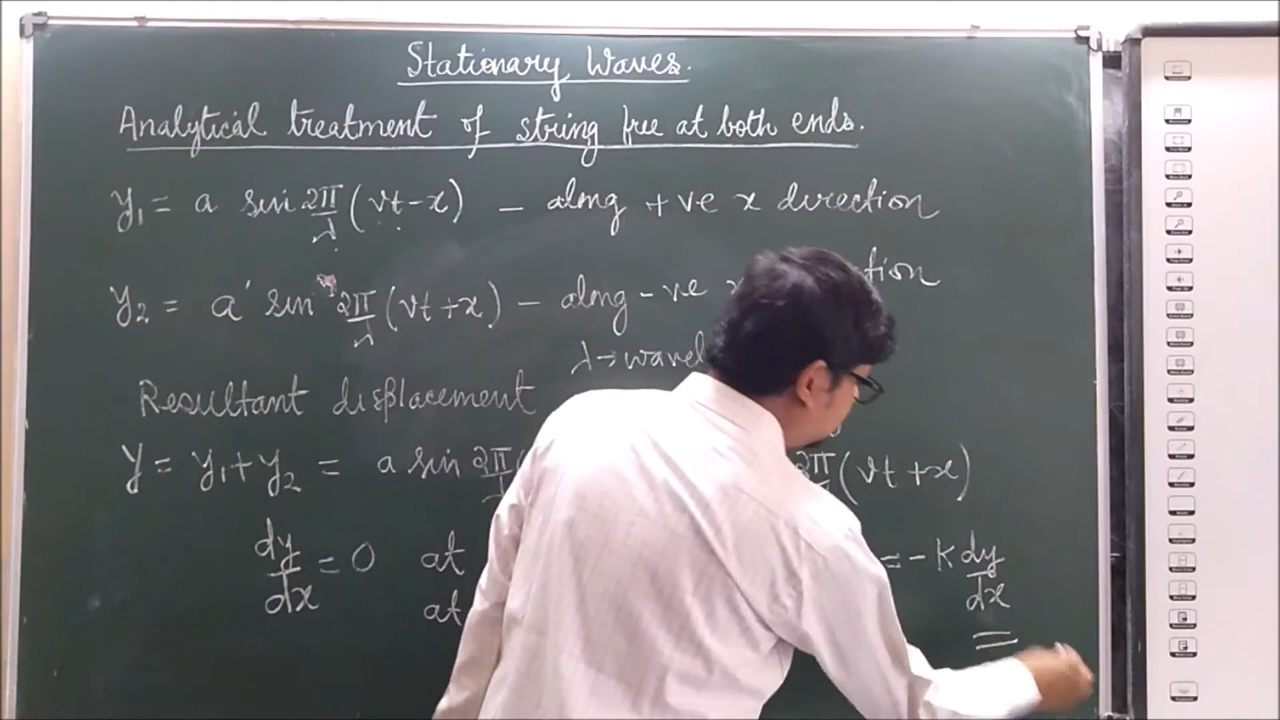 Stationary Waves.
Analytical treatment of string free at both ends.
y₁ = a sin 2π/λ (vt - x) — along +ve x direction
y₂ = a' sin 2π/λ (vt + x) — along -ve
λ → 
Resultant displacement
y = y₁ + y₂ = a sin 2π 2π (vt + x)
dy/dx = 0 at = -K dy/dx
at =